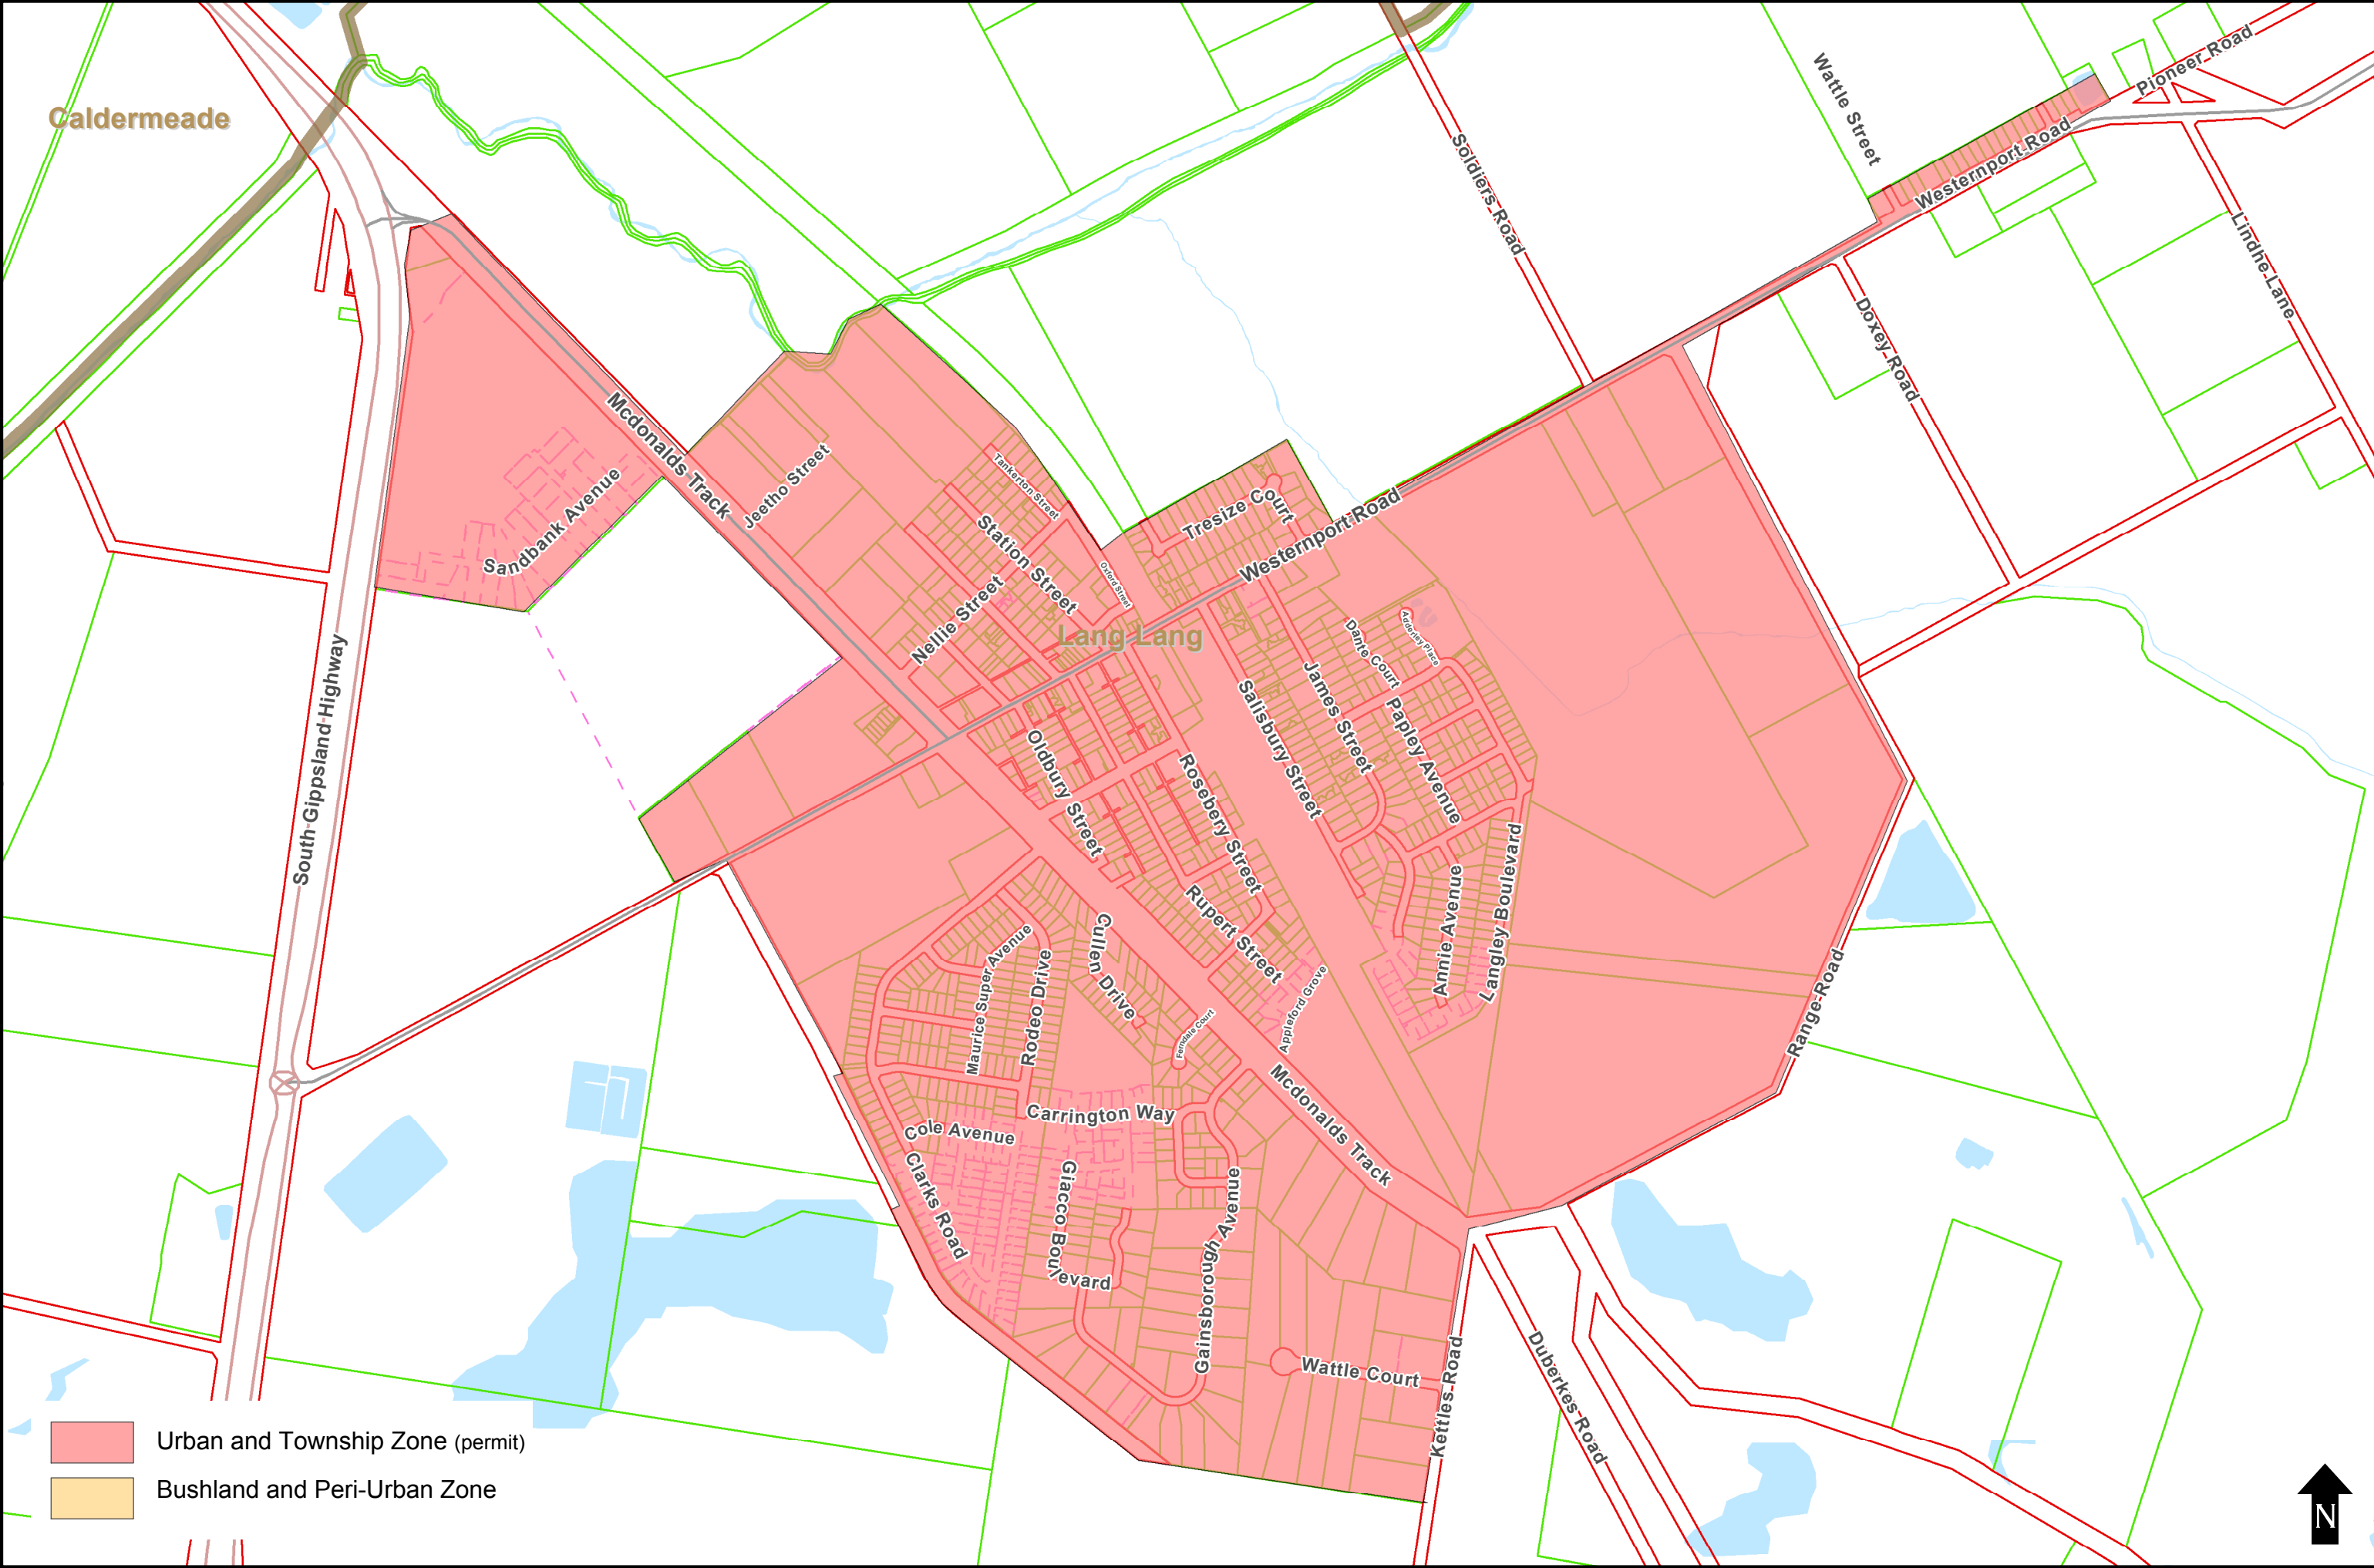 Caldermeade
Wattle Street
Pioneer Road
Westernport Road
Soldiers Road
Lindhe Lane
Doxey Road
Mcdonalds Track
Jeetho Street
Sandbank Avenue
Tankerton Street
Station Street
Nellie Street
Oxford Street
Tresize Court
Westernport Road
Lang Lang
Adderley Place
Dante Court
James Street
Papley Avenue
Salisbury Street
Oldbury Street
Rosebery Street
South Gippsland Highway
Rupert Street
Annie Avenue
Langley Boulevard
Cullen Drive
Maurice Super Avenue
Rodeo Drive
Appleford Grove
Ferndale Court
Range Road
Mcdonalds Track
Carrington Way
Cole Avenue
Clarks Road
Giacco Boulevard
Gainsborough Avenue
Wattle Court
Kettles Road
Duberkes Road
Urban and Township Zone (permit)
Bushland and Peri-Urban Zone
N